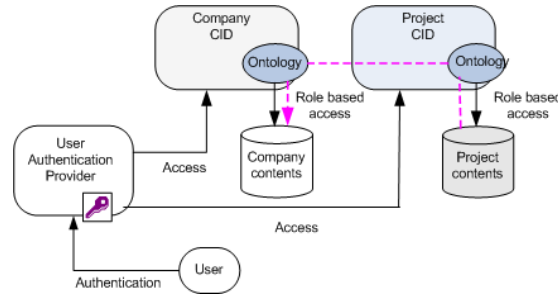 Company
CID
Project
CID
Ontology
Ontology
Role based
access
Role based
access
User
Authentication
Provider
Access
Company
contents
Project
contents
Access
Authentication
User